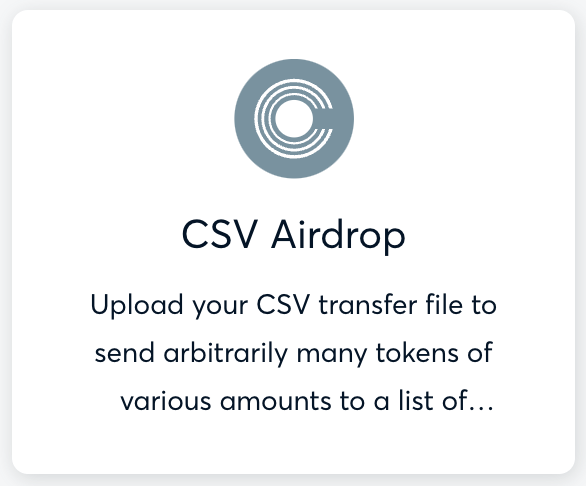 CSV Airdrop
Upload your CSV transfer file to
send arbitrarily many tokens of
various amounts to a list of…